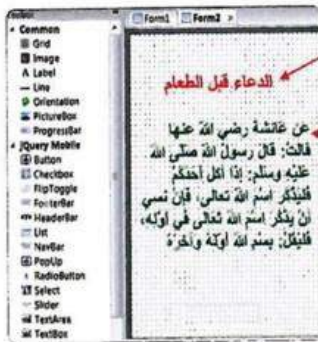 Toolbox
Form1
Form2
Common
Grid
Image
A Label
Line
Orientation
PictureBox
ProgressBar
jQuery Mobile
Button
Checkbox
FlipToggle
FooterBar
HeaderBar
List
NavBar
PopUp
RadioButton
Select
Slider
TextArea
TextBox
الدعاء قبل الطعام
عن عائشة رضي الله عنها
قالت: قال رسول الله صلى الله
عليه وسلم: إذا أكل أحدكم
فليذكر اسم الله تعالى، فإن نسي
أن يذكر اسم الله تعالى في أوله،
فليقل: بسم الله أوله وآخره